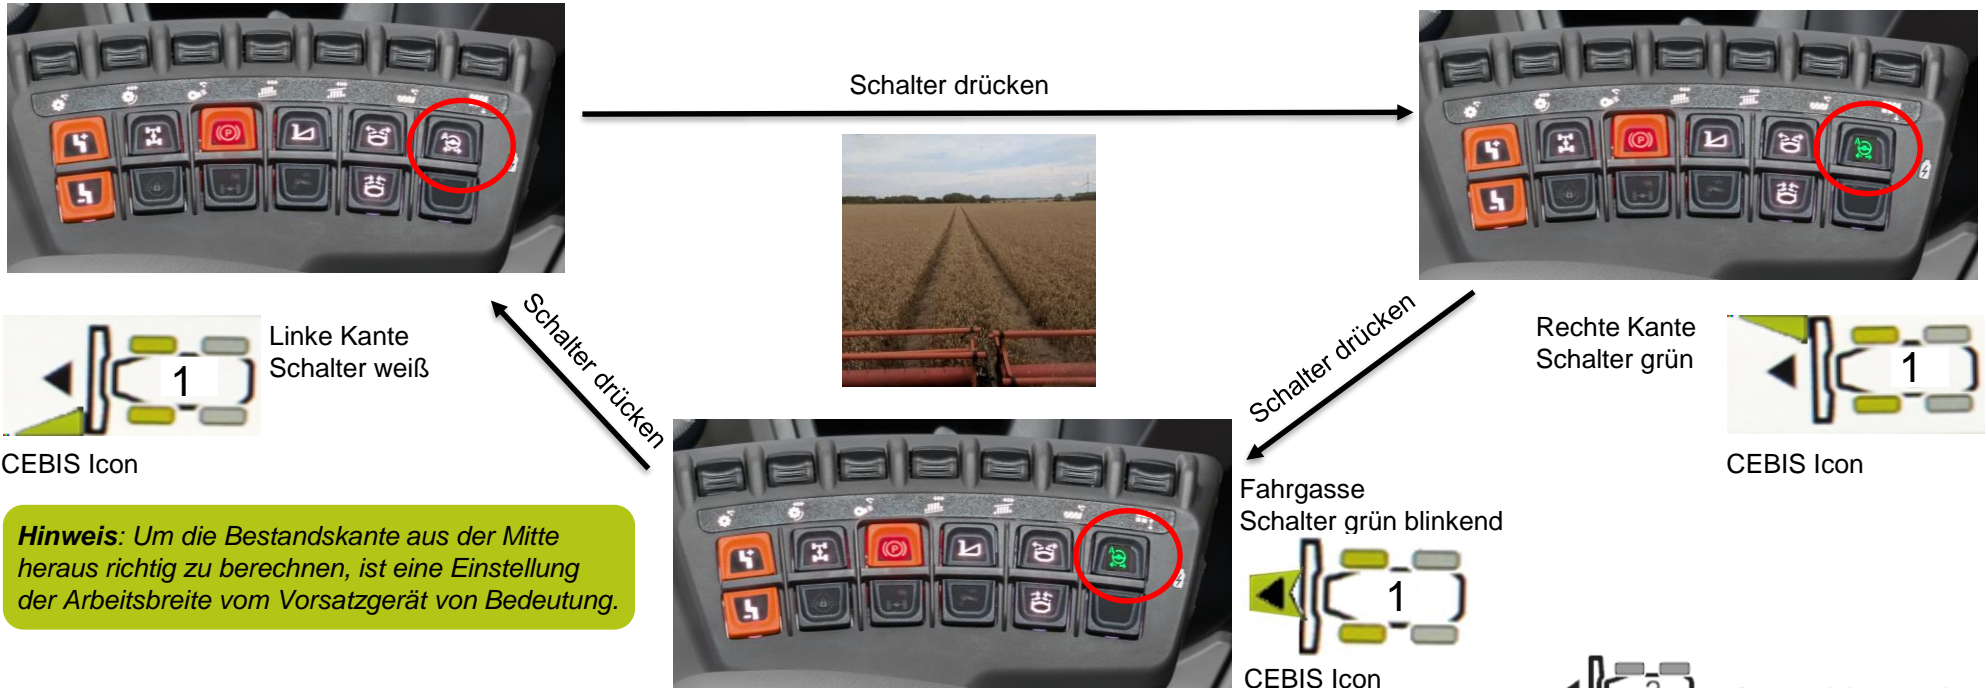 Schalter drücken
Schalter drücken
Schalter drücken
Linke Kante
Schalter weiß
1
CEBIS Icon
Rechte Kante
Schalter grün
1
CEBIS Icon
Fahrgasse
Schalter grün blinkend
1
CEBIS Icon
Hinweis: Um die Bestandskante aus der Mitte
heraus richtig zu berechnen, ist eine Einstellung
der Arbeitsbreite vom Vorsatzgerät von Bedeutung.